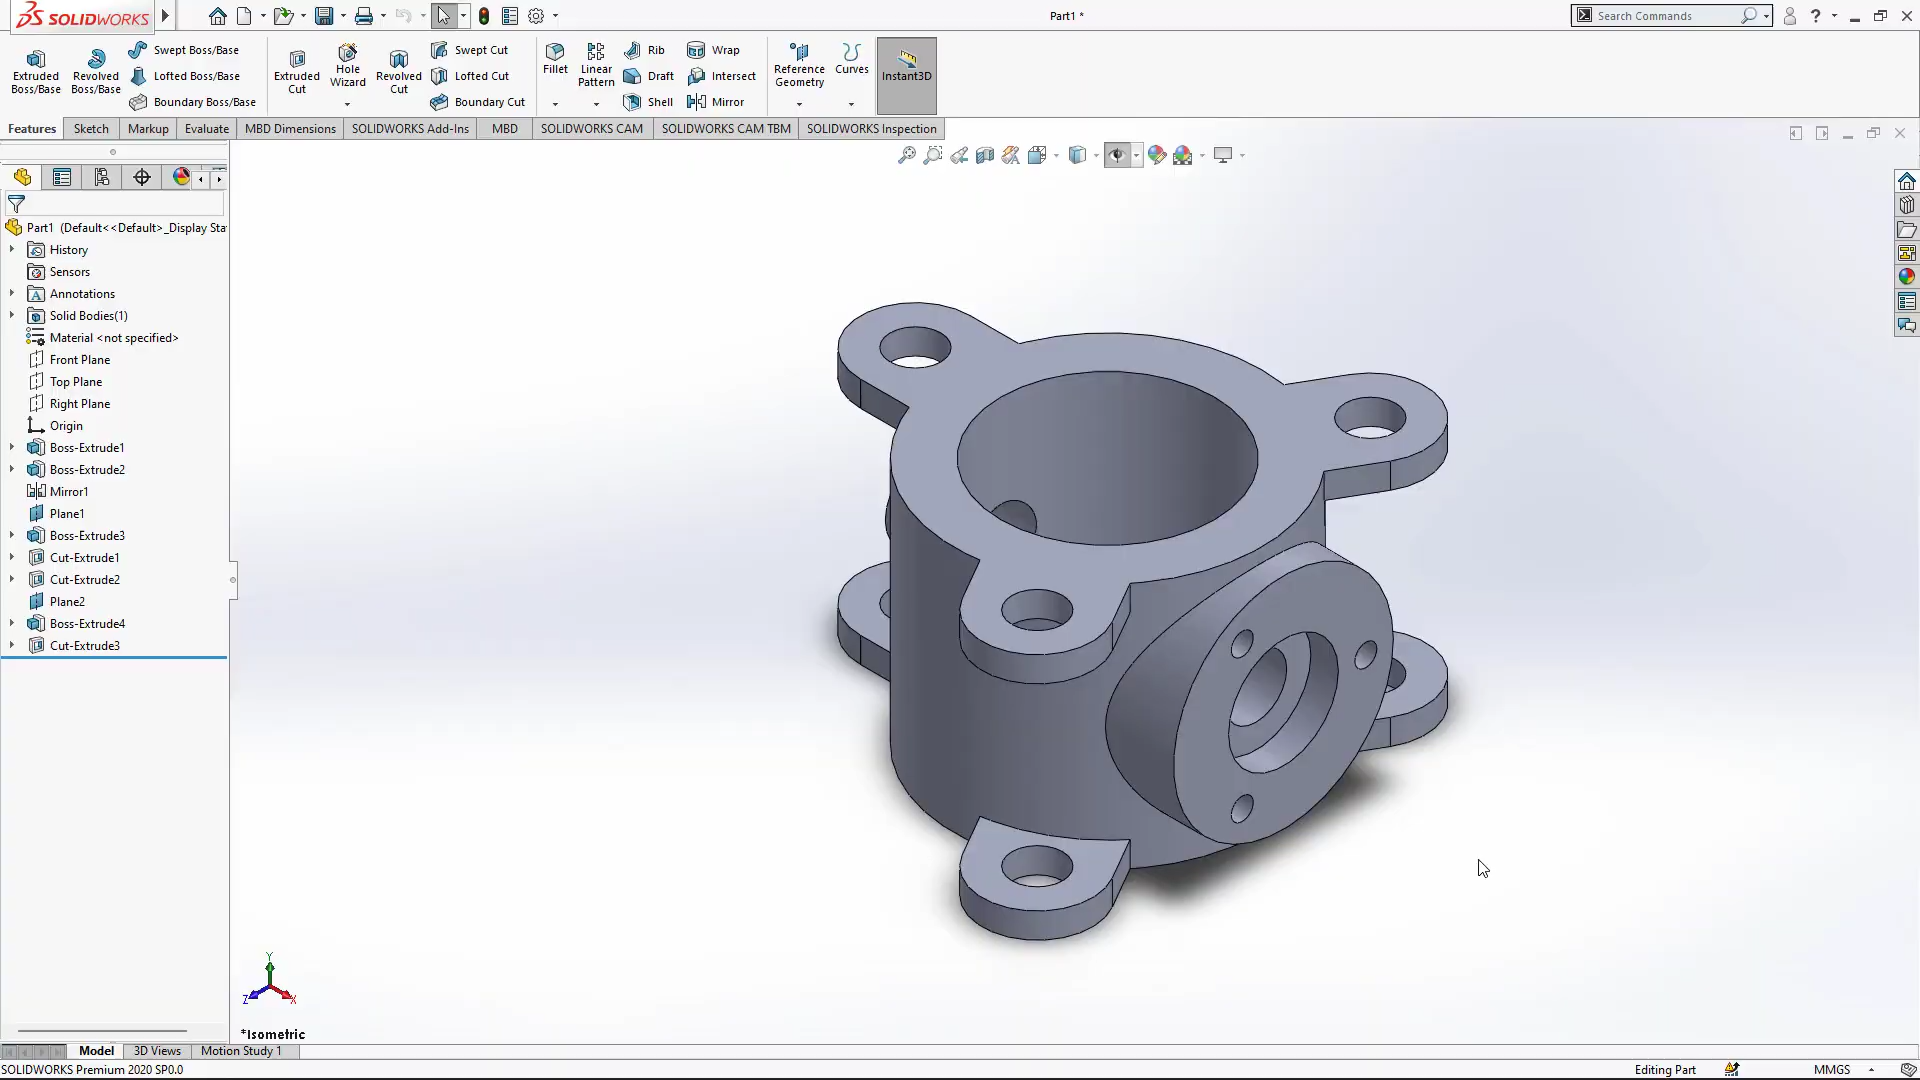 SOLIDWORKS
Part1 *
Search Commands
Extruded Boss/Base
Revolved Boss/Base
Swept Boss/Base
Lofted Boss/Base
Boundary Boss/Base
Extruded Cut
Hole Wizard
Revolved Cut
Swept Cut
Lofted Cut
Boundary Cut
Fillet
Linear Pattern
Rib
Draft
Shell
Wrap
Intersect
Mirror
Reference Geometry
Curves
Instant3D
Features
Sketch
Markup
Evaluate
MBD Dimensions
SOLIDWORKS Add-Ins
MBD
SOLIDWORKS CAM
SOLIDWORKS CAM TBM
SOLIDWORKS Inspection
Part1 (Default<<Default>_Display Sta
History
Sensors
Annotations
Solid Bodies(1)
Material <not specified>
Front Plane
Top Plane
Right Plane
Origin
Boss-Extrude1
Boss-Extrude2
Mirror1
Plane1
Boss-Extrude3
Cut-Extrude1
Cut-Extrude2
Plane2
Boss-Extrude4
Cut-Extrude3
Y
Z
X
*Isometric
Model
3D Views
Motion Study 1
SOLIDWORKS Premium 2020 SP0.0
Editing Part
MMGS